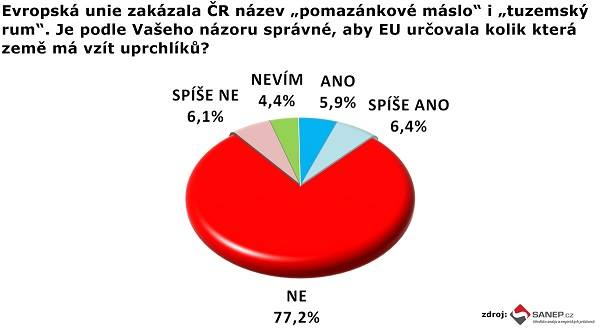 Evropská unie zakázala ČR název „pomazánkové máslo“ i „tuzemský
rum“. Je podle Vašeho názoru správné, aby EU určovala kolik která
země má vzít uprchlíků?
NEVÍM
4,4%
ANO
5,9%
SPÍŠE NE
6,1%
SPÍŠE ANO
6,4%
NE
77,2%
zdroj: SANEP.cz